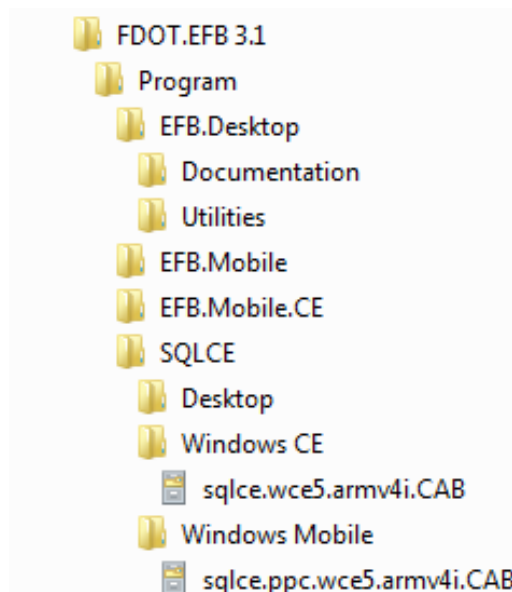 FDOT.EFB 3.1
Program
EFB.Desktop
Documentation
Utilities
EFB.Mobile
EFB.Mobile.CE
SQLCE
Desktop
Windows CE
sqlce.wce5.armv4i.CAB
Windows Mobile
sqlce.ppc.wce5.armv4i.CAB